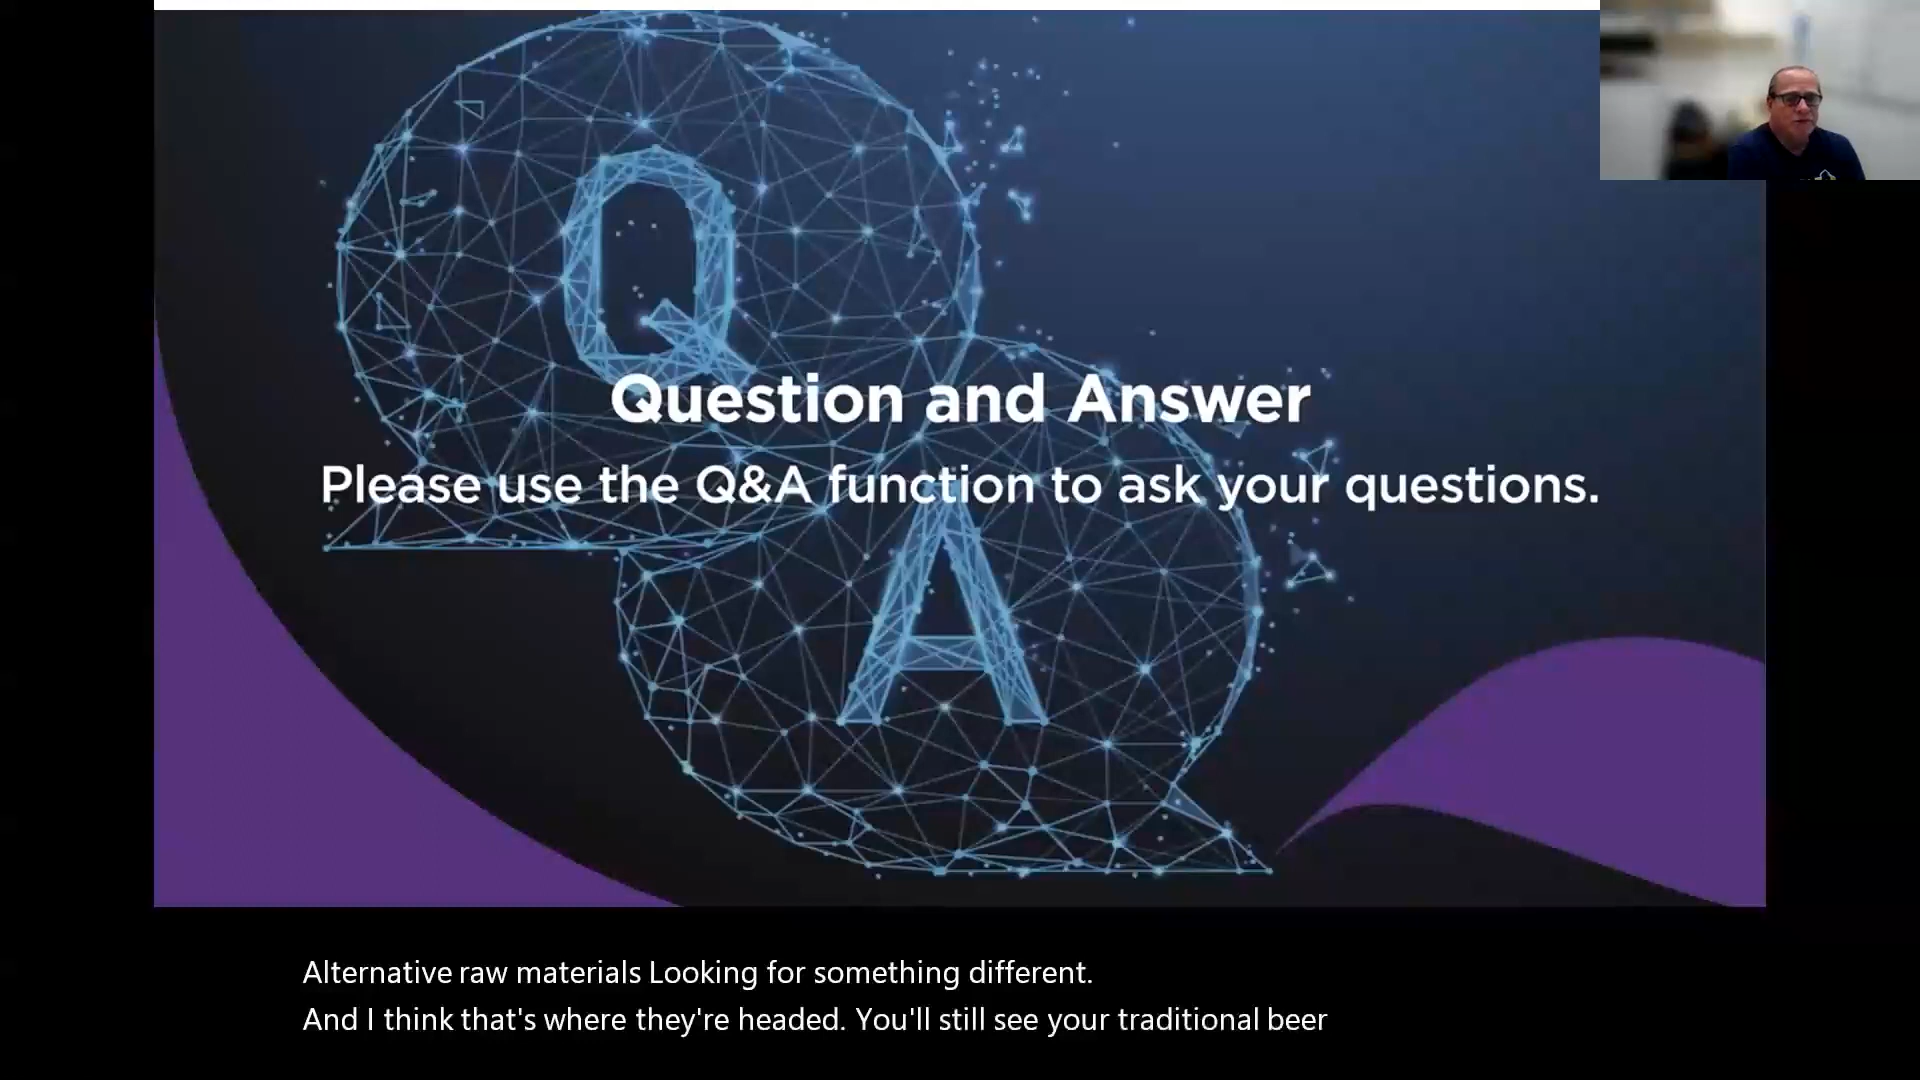 Q
Question and Answer
Please use the Q&A function to ask your questions.
A
Alternative raw materials Looking for something different.
And I think that's where they're headed. You'll still see your traditional beer